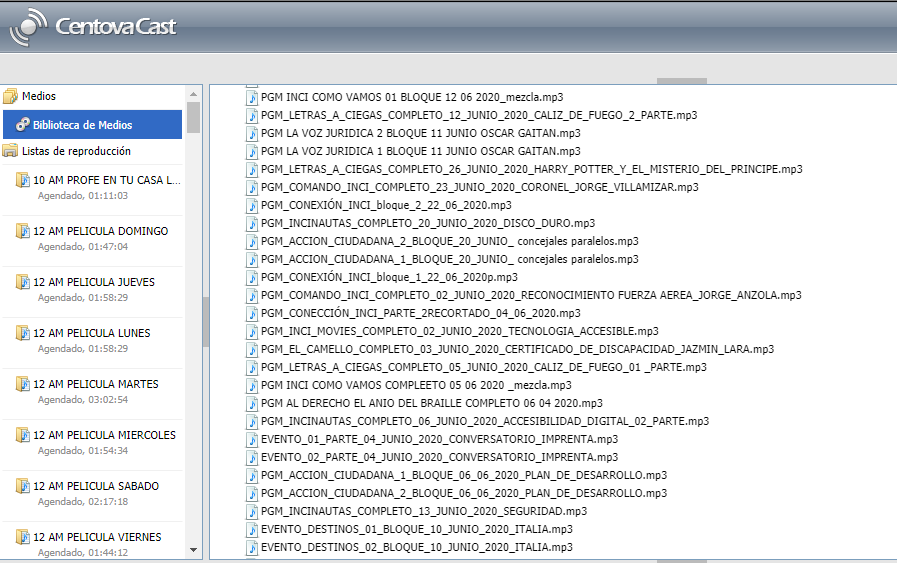 Centova Cast
Medios
Biblioteca de Medios
Listas de reproducción
10 AM PROFE EN TU CASA L...
Agendado, 01:11:03
12 AM PELICULA DOMINGO
Agendado, 01:47:04
12 AM PELICULA JUEVES
Agendado, 01:58:29
12 AM PELICULA LUNES
Agendado, 01:58:29
12 AM PELICULA MARTES
Agendado, 03:02:54
12 AM PELICULA MIERCOLES
Agendado, 01:54:34
12 AM PELICULA SABADO
Agendado, 02:17:18
12 AM PELICULA VIERNES
Agendado, 01:44:12
PGM INCI COMO VAMOS 01 BLOQUE 12 06 2020_mezcla.mp3
PGM_LETRAS_A_CIEGAS_COMPLETO_12_JUNIO_2020_CALIZ_DE_FUEGO_2_PARTE.mp3
PGM LA VOZ JURIDICA 2 BLOQUE 11 JUNIO OSCAR GAITAN.mp3
PGM LA VOZ JURIDICA 1 BLOQUE 11 JUNIO OSCAR GAITAN.mp3
PGM_LETRAS_A_CIEGAS_COMPLETO_26_JUNIO_2020_HARRY_POTTER_Y_EL_MISTERIO_DEL_PRINCIPE.mp3
PGM_COMANDO_INCI_COMPLETO_23_JUNIO_2020_CORONEL_JORGE_VILLAMIZAR.mp3
PGM_CONEXIÓN_INCI_bloque_2_22_06_2020.mp3
PGM_INCINAUTAS_COMPLETO_20_JUNIO_2020_DISCO_DURO.mp3
PGM_ACCION_CIUDADANA_2_BLOQUE_20_JUNIO_ concejales paralelos.mp3
PGM_ACCION_CIUDADANA_1_BLOQUE_20_JUNIO_ concejales paralelos.mp3
PGM_CONEXIÓN_INCI_bloque_1_22_06_2020p.mp3
PGM_COMANDO_INCI_COMPLETO_02_JUNIO_2020_RECONOCIMIENTO FUERZA AEREA_JORGE_ANZOLA.mp3
PGM_CONECCIÓN_INCI_PARTE_2RECORTADO_04_06_2020.mp3
PGM_INCI_MOVIES_COMPLETO_02_JUNIO_2020_TECNOLOGIA_ACCESIBLE.mp3
PGM_EL_CAMELLO_COMPLETO_03_JUNIO_2020_CERTIFICADO_DE_DISCAPACIDAD_JAZMIN_LARA.mp3
PGM_LETRAS_A_CIEGAS_COMPLETO_05_JUNIO_2020_CALIZ_DE_FUEGO_01 _PARTE.mp3
PGM INCI COMO VAMOS COMPLEETO 05 06 2020 _mezcla.mp3
PGM AL DERECHO EL ANIO DEL BRAILLE COMPLETO 06 04 2020.mp3
PGM_INCINAUTAS_COMPLETO_06_JUNIO_2020_ACCESIBILIDAD_DIGITAL_02_PARTE.mp3
EVENTO_01_PARTE_04_JUNIO_2020_CONVERSATORIO_IMPRENTA.mp3
EVENTO_02_PARTE_04_JUNIO_2020_CONVERSATORIO_IMPRENTA.mp3
PGM_ACCION_CIUDADANA_1_BLOQUE_06_06_2020_PLAN_DE_DESARROLLO.mp3
PGM_ACCION_CIUDADANA_2_BLOQUE_06_06_2020_PLAN_DE_DESARROLLO.mp3
PGM_INCINAUTAS_COMPLETO_13_JUNIO_2020_SEGURIDAD.mp3
EVENTO_DESTINOS_01_BLOQUE_10_JUNIO_2020_ITALIA.mp3
EVENTO_DESTINOS_02_BLOQUE_10_JUNIO_2020_ITALIA.mp3